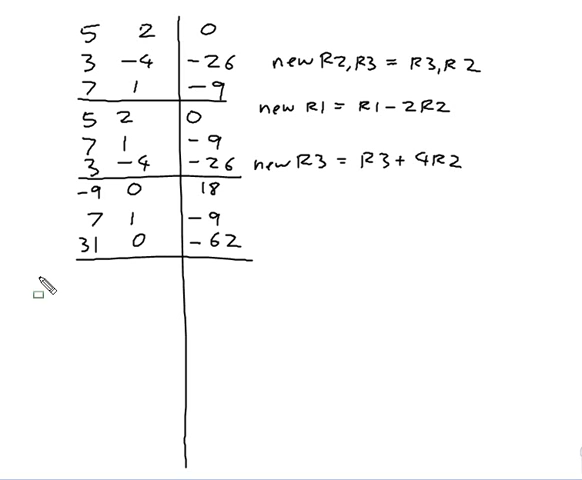 5 2 0
3 -4 -26 new R2, R3 = R3, R2
7 1 -9
new R1 = R1 - 2R2
5 2 0
7 1 -9
3 -4 -26 new R3 = R3 + 4R2
-9 0 18
7 1 -9
31 0 -62